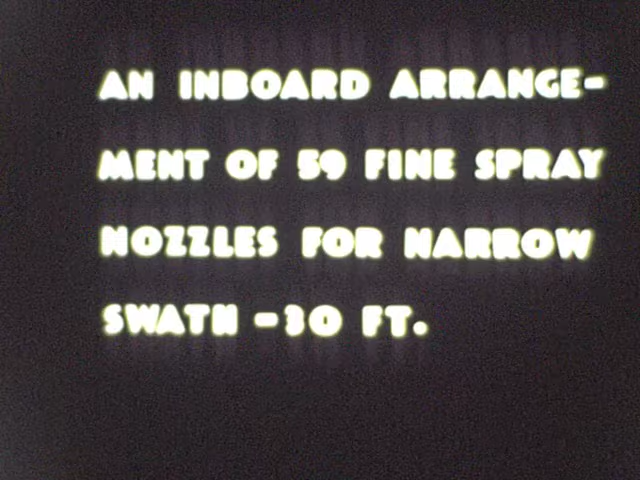 AN INBOARD ARRANGE-
MENT OF 59 FINE SPRAY
NOZZLES FOR NARROW
SWATH -30 FT.